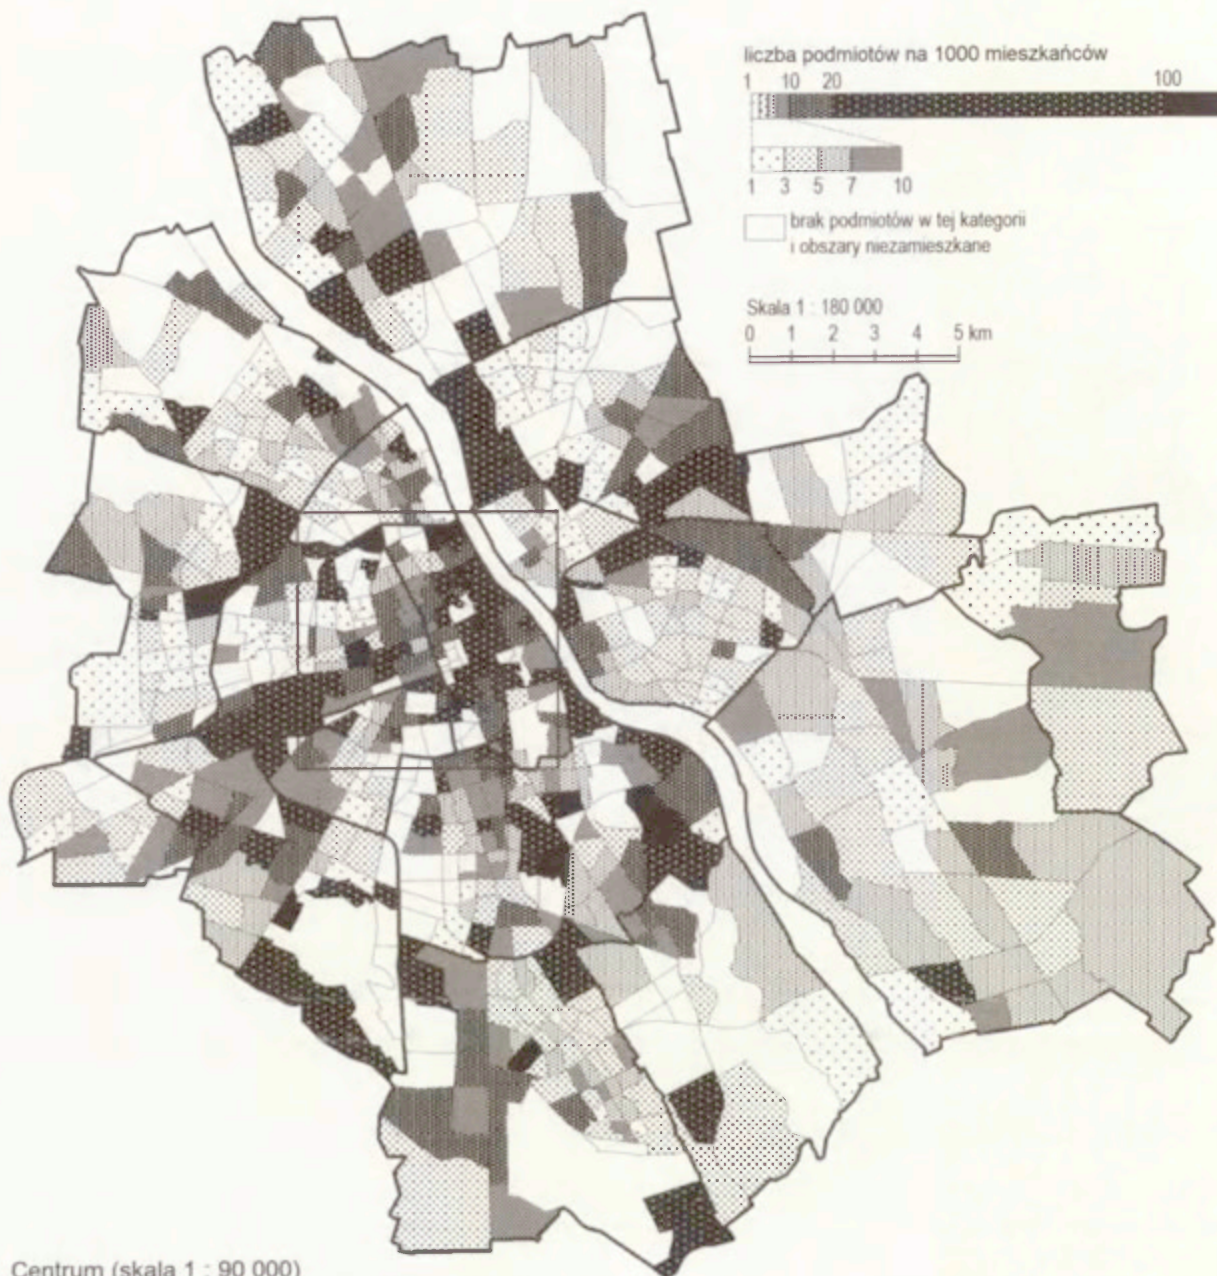 liczba podmiotów na 1000 mieszkańców
1 10 20 100
1 3 5 7 10
brak podmiotów w tej kategorii
i obszary niezamieszkane
Skala 1 : 180 000
0 1 2 3 4 5 km
Centrum (skala 1 : 90 000)